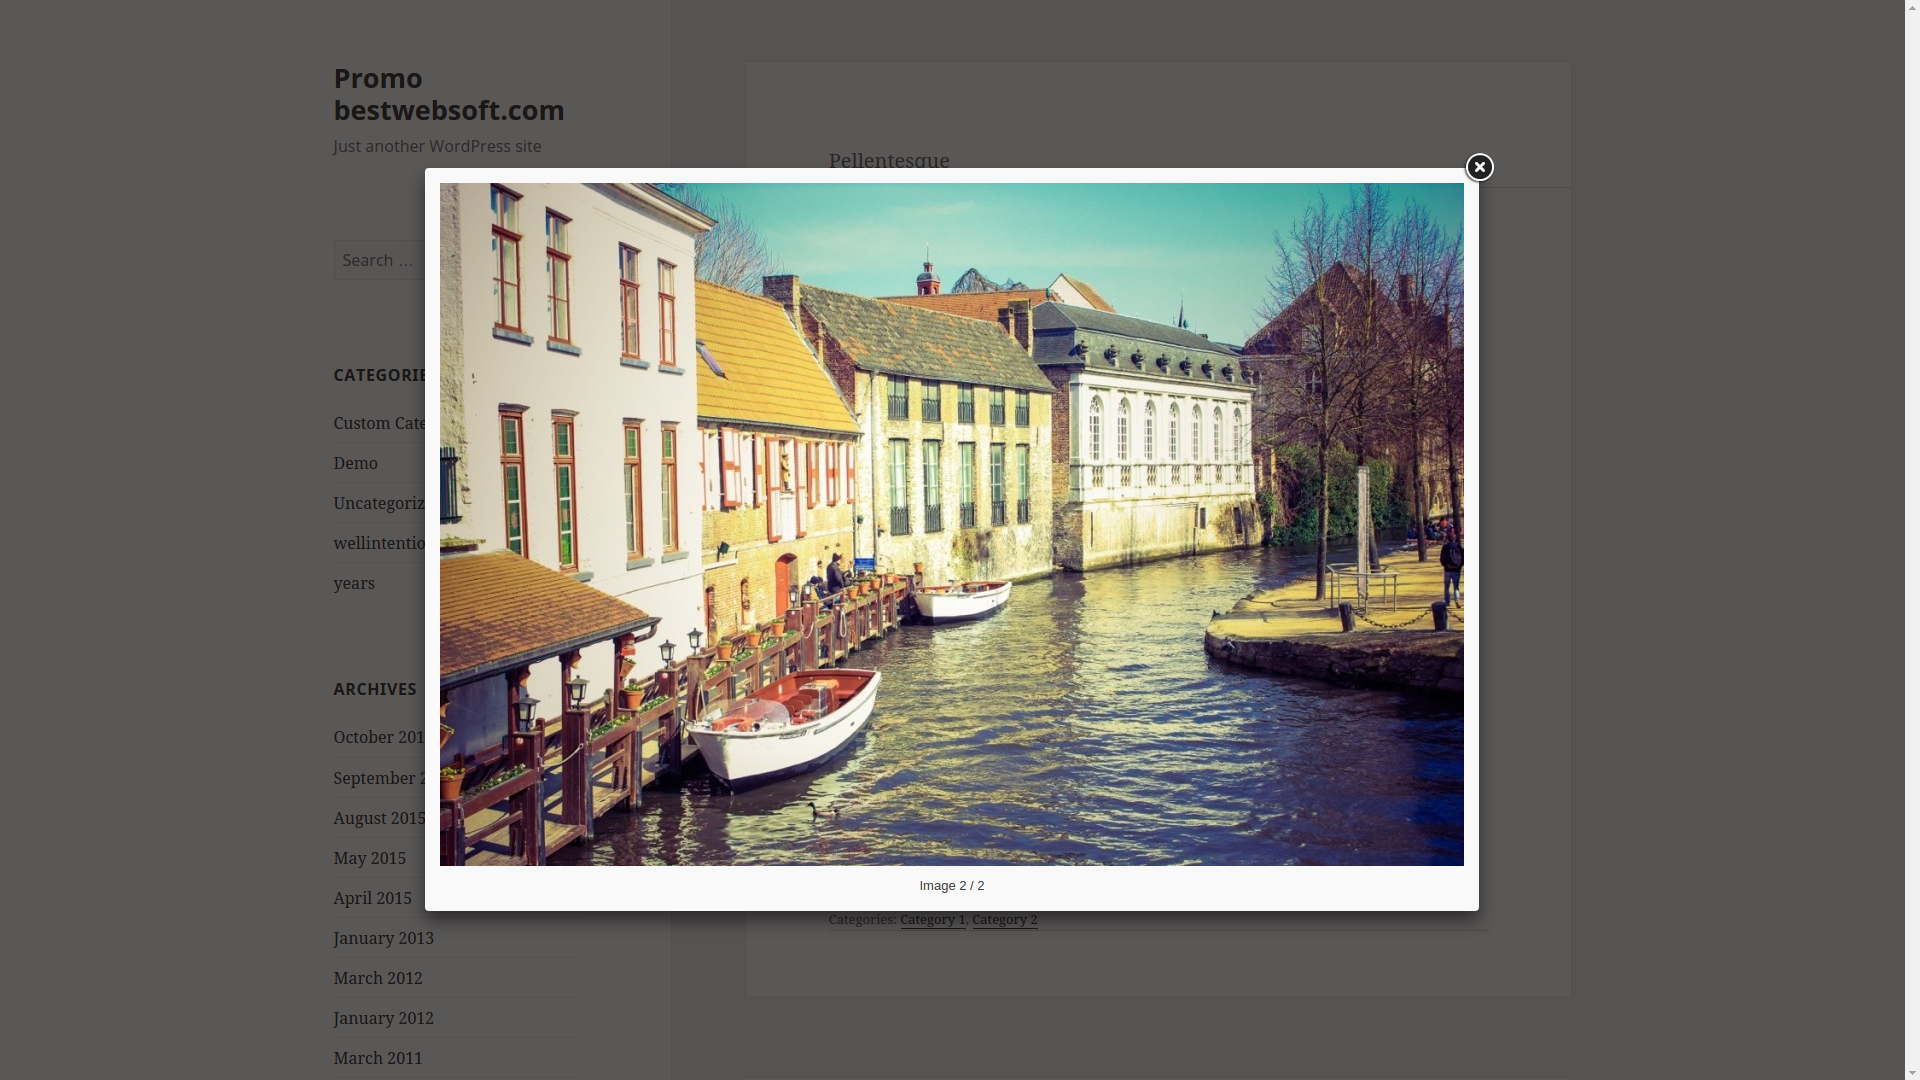 Promo
bestwebsoft.com
Just another WordPress site
Pellentesque
Search …
CATEGORIE
Custom Cate
Demo
Uncategoriz
wellintentio
years
ARCHIVES
October 201
September 2
August 2015
May 2015
April 2015
January 2013
March 2012
January 2012
March 2011
Image 2 / 2
Categories: Category 1, Category 2